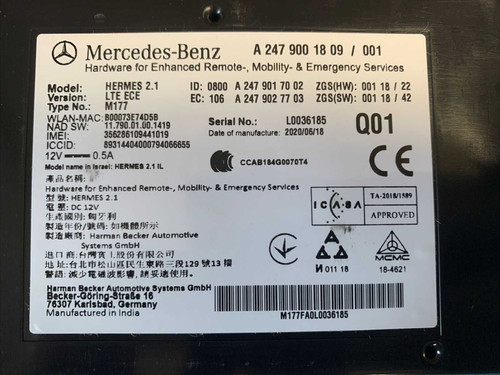 Mercedes-Benz A 247 900 18 09 / 001
Hardware for Enhanced Remote-, Mobility- & Emergency Services
Model: HERMES 2.1 ID: 0800 A 247 901 70 02 ZGS(HW): 001 18 / 22
Version: LTE ECE EC: 106 A 247 902 77 03 ZGS(SW): 001 18 / 42
Type No.: M177
WLAN-MAC: B00073E74D5B Serial No.: L0036185 Q01
NAD SW: 11.790.01.00.1419 Date of manufacture: 2020/06/18
IMEI: 355286109441019
ICCID: 89314404000794066655
12V 0.5A
Model name in Israel: HERMES 2.1 IL CCAB184G0070T4
產品名稱:
Hardware for Enhanced Remote-, Mobility- & Emergency Services
型號: HERMES 2.1
電壓: DC 12V
生產國別: 匈牙利
製造年份: 如機體所示
製造廠商: Harman Becker Automotive
Systems GmbH
進口商: 台灣賓士股份有限公司
地址: 台北市松山區民生東路三段129號13樓
警語: 減少電磁波影響，請妥適使用
ICASA TA-2018/1589
APPROVED
И 011 18 MCMC
18-4621
Harman Becker Automotive Systems GmbH
Becker-Göring-Straße 16
76307 Karlsbad, Germany
Manufactured in India M177FA0L0036185